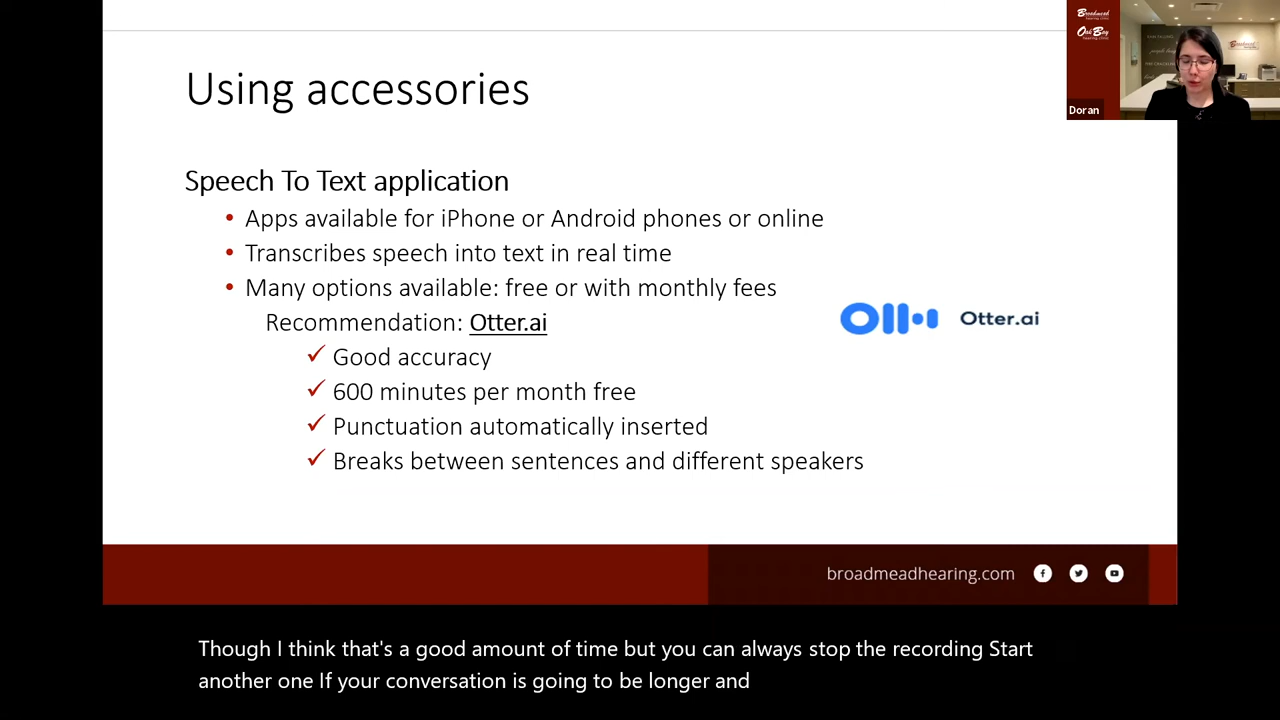 Using accessories
Speech To Text application
• Apps available for iPhone or Android phones or online
• Transcribes speech into text in real time
• Many options available: free or with monthly fees
Recommendation: Otter.ai
✓ Good accuracy
✓ 600 minutes per month free
✓ Punctuation automatically inserted
✓ Breaks between sentences and different speakers
Otter.ai
broadmeadhearing.com
Broadmead
Oak Bay
Doran
Though I think that's a good amount of time but you can always stop the recording Start
another one If your conversation is going to be longer and